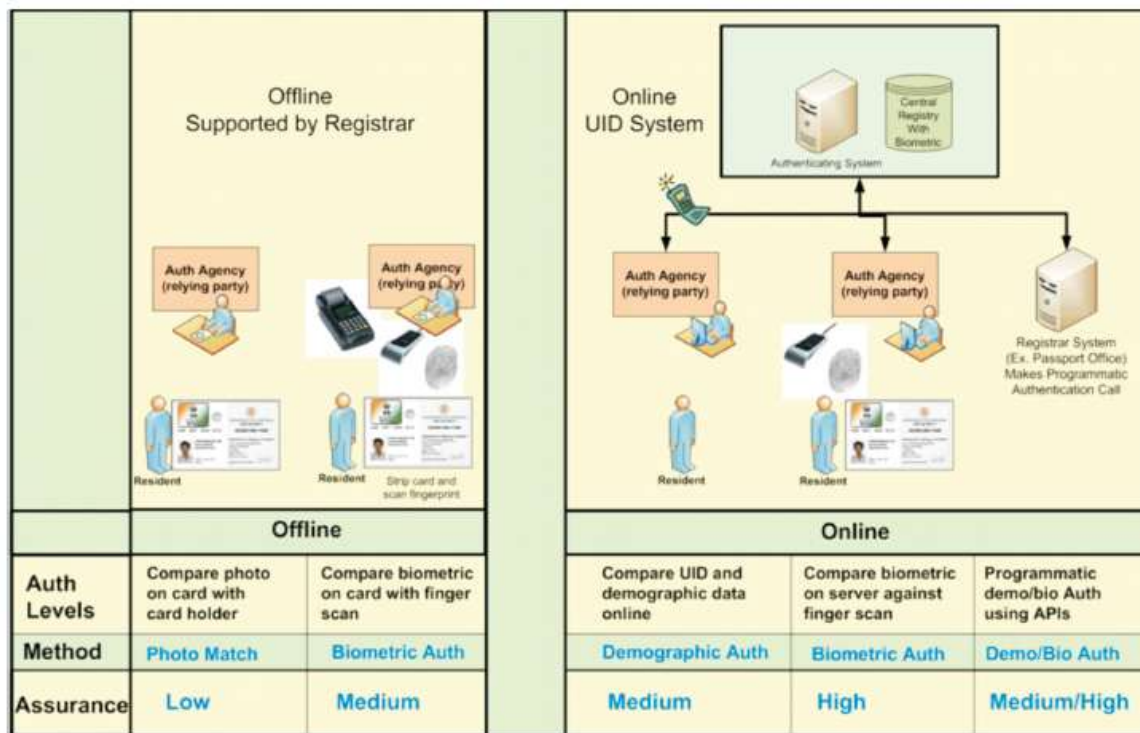 Offline
Supported by Registrar
Online
UID System
Central
Registry
With
Biometric
Authenticating System
Auth Agency
(relying party)
Auth Agency
(relying party)
Auth Agency
(relying party)
Auth Agency
(relying party)
Registrar System
(Ex. Passport Office)
Makes Programmatic
Authentication Call
Resident
Resident
Strip card and
scan fingerprint
Resident
Resident
Offline
Online
Auth
Levels
Compare photo
on card with
card holder
Compare biometric
on card with finger
scan
Compare UID and
demographic data
online
Compare biometric
on server against
finger scan
Programmatic
demo/bio Auth
using APIs
Method
Photo Match
Biometric Auth
Demographic Auth
Biometric Auth
Demo/Bio Auth
Assurance
Low
Medium
Medium
High
Medium/High